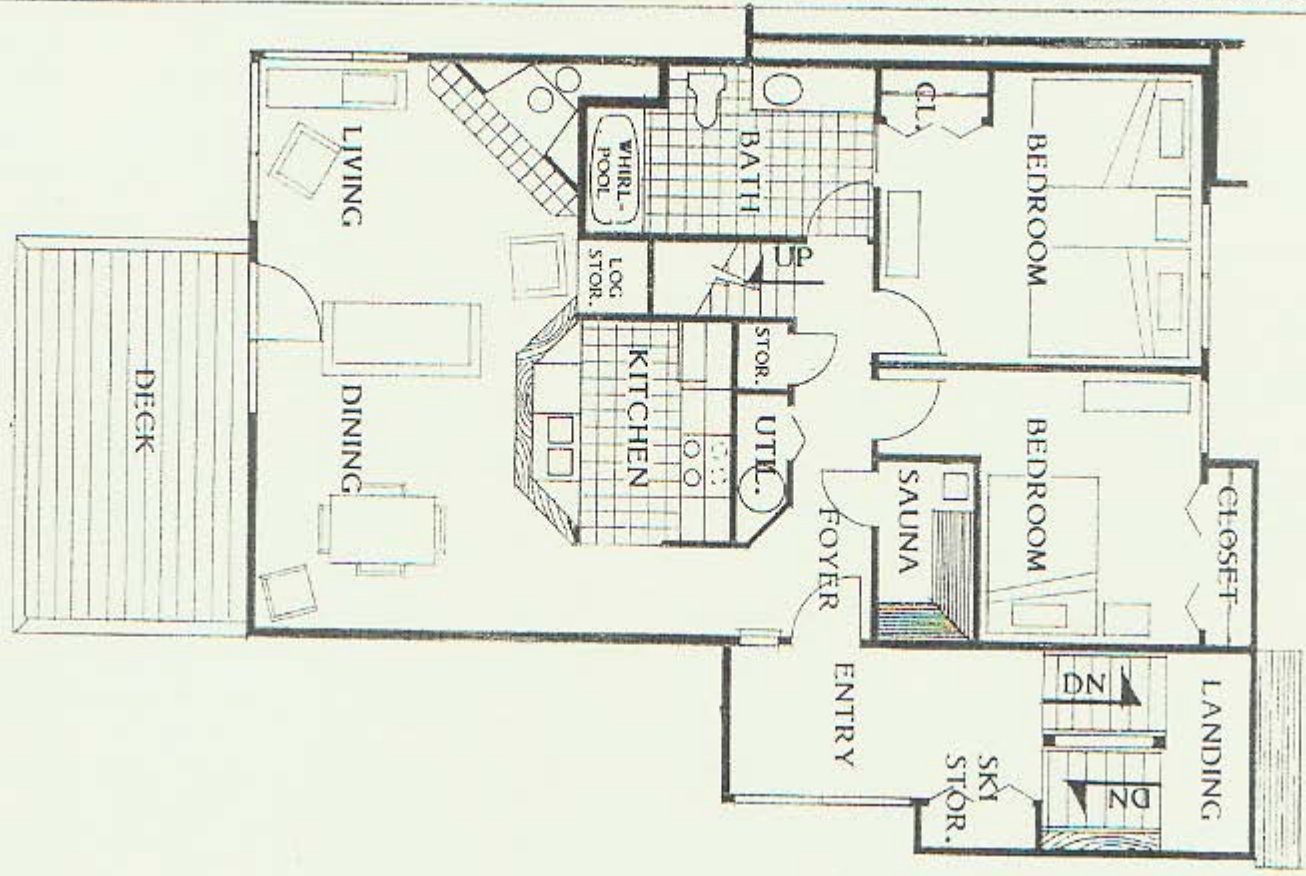 CLOSET
LANDING
BEDROOM
BEDROOM
DN
DN
SKI
STOR.
CL.
SAUNA
FOYER
ENTRY
UP
BATH
STOR.
UTIL.
WHIRL-
POOL
LOG
STOR.
KITCHEN
LIVING
DINING
DECK